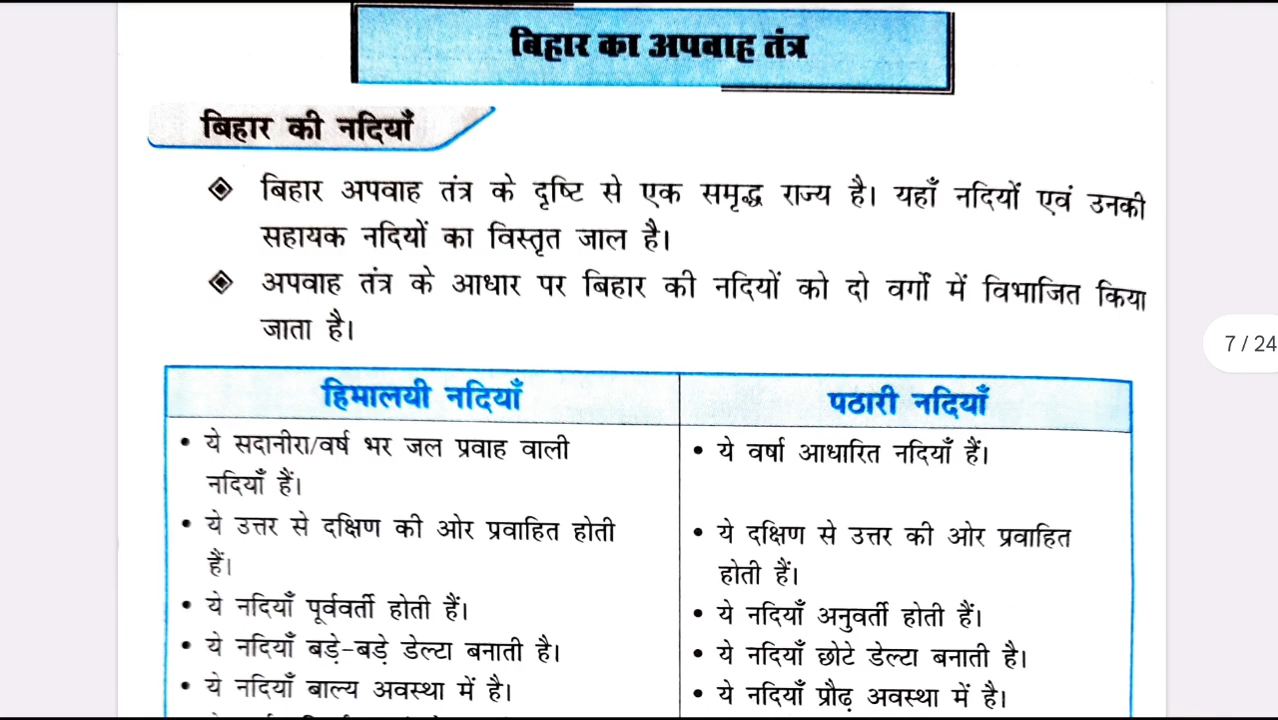 बिहार का अपवाह तंत्र
बिहार की नदियाँ
बिहार अपवाह तंत्र के दृष्टि से एक समृद्ध राज्य है। यहाँ नदियों एवं उनकी
सहायक नदियों का विस्तृत जाल है।
अपवाह तंत्र के आधार पर बिहार की नदियों को दो वर्गों में विभाजित किया
जाता है।
7 / 24
हिमालयी नदियाँ
• ये सदानीरा/वर्ष भर जल प्रवाह वाली
नदियाँ हैं।
• ये उत्तर से दक्षिण की ओर प्रवाहित होती
हैं।
• ये नदियाँ पूर्ववर्ती होती हैं।
• ये नदियाँ बड़े-बड़े डेल्टा बनाती है।
• ये नदियाँ बाल्य अवस्था में है।
पठारी नदियाँ
• ये वर्षा आधारित नदियाँ हैं।
• ये दक्षिण से उत्तर की ओर प्रवाहित
होती हैं।
• ये नदियाँ अनुवर्ती होती हैं।
• ये नदियाँ छोटे डेल्टा बनाती है।
• ये नदियाँ प्रौढ़ अवस्था में है।